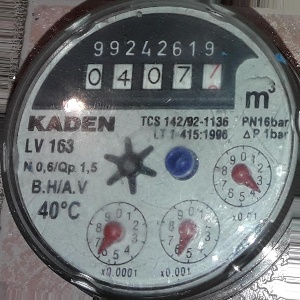 99242619
0407
m³
KADEN
TCS 142/92-1136 PN16bar
LV 163
LT 1-415:1996 ΔP 1bar
N 0,6/Qp 1,5
B.H/A.V
40°C
x0.01
x0.0001
x0.001